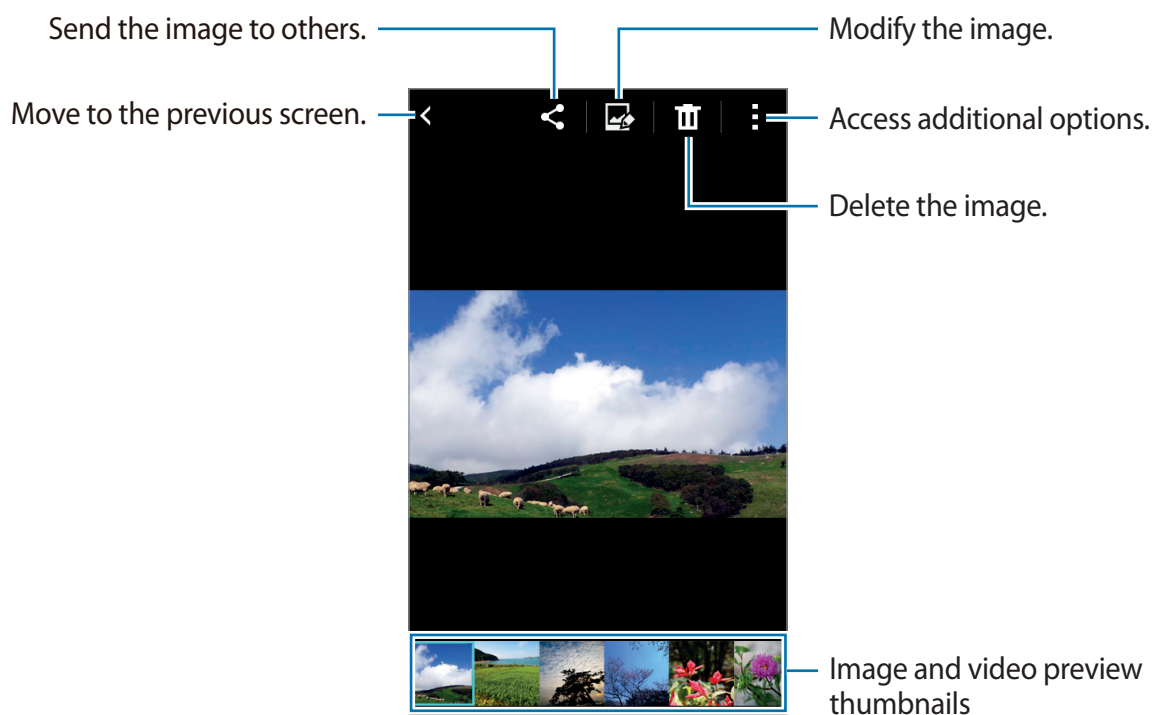 Send the image to others.
Modify the image.
Move to the previous screen.
Access additional options.
Delete the image.
Image and video preview
thumbnails